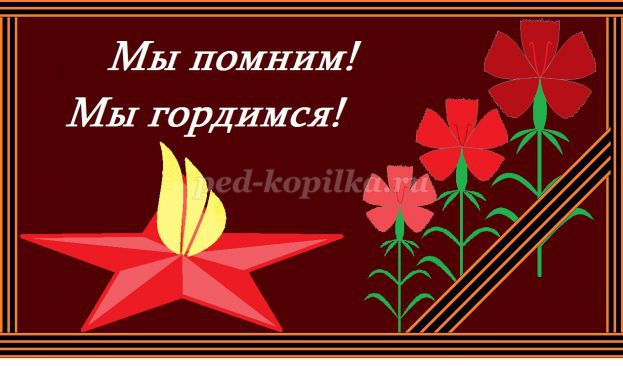 Мы помним!
Мы гордимся!
ped-kopilka.ru